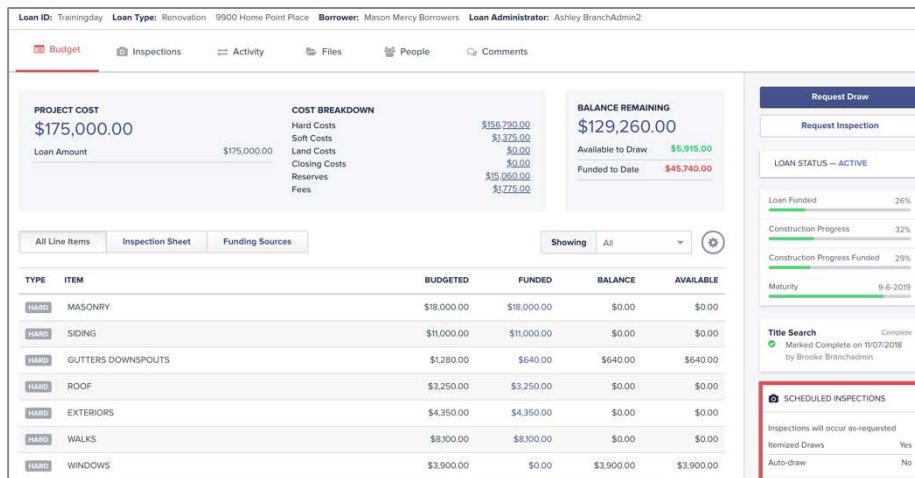 Loan ID: Trainingday Loan Type: Renovation 9900 Home Point Place Borrower: Mason Mercy Borrowers Loan Administrator: Ashley BranchAdmin2
Budget Inspections Activity Files People Comments
PROJECT COST
$175,000.00
Loan Amount $175,000.00
COST BREAKDOWN
Hard Costs $156,790.00
Soft Costs $1,375.00
Land Costs $0.00
Closing Costs $0.00
Reserves $15,060.00
Fees $1,775.00
BALANCE REMAINING
$129,260.00
Available to Draw $5,915.00
Funded to Date $45,740.00
All Line Items Inspection Sheet Funding Sources Showing All
TYPE ITEM BUDGETED FUNDED BALANCE AVAILABLE
HARD MASONRY $18,000.00 $18,000.00 $0.00 $0.00
HARD SIDING $11,000.00 $11,000.00 $0.00 $0.00
HARD GUTTERS DOWNSPOUTS $1,280.00 $640.00 $640.00 $640.00
HARD ROOF $3,250.00 $3,250.00 $0.00 $0.00
HARD EXTERIORS $4,350.00 $4,350.00 $0.00 $0.00
HARD WALKS $8,100.00 $8,100.00 $0.00 $0.00
HARD WINDOWS $3,900.00 $0.00 $3,900.00 $3,900.00
Request Draw
Request Inspection
LOAN STATUS — ACTIVE
Loan Funded 26%
Construction Progress 32%
Construction Progress Funded 29%
Maturity 9-6-2019
Title Search Complete
Marked Complete on 11/07/2018
by Brooke Branchadmin
SCHEDULED INSPECTIONS
Inspections will occur as-requested
Itemized Draws Yes
Auto-draw No